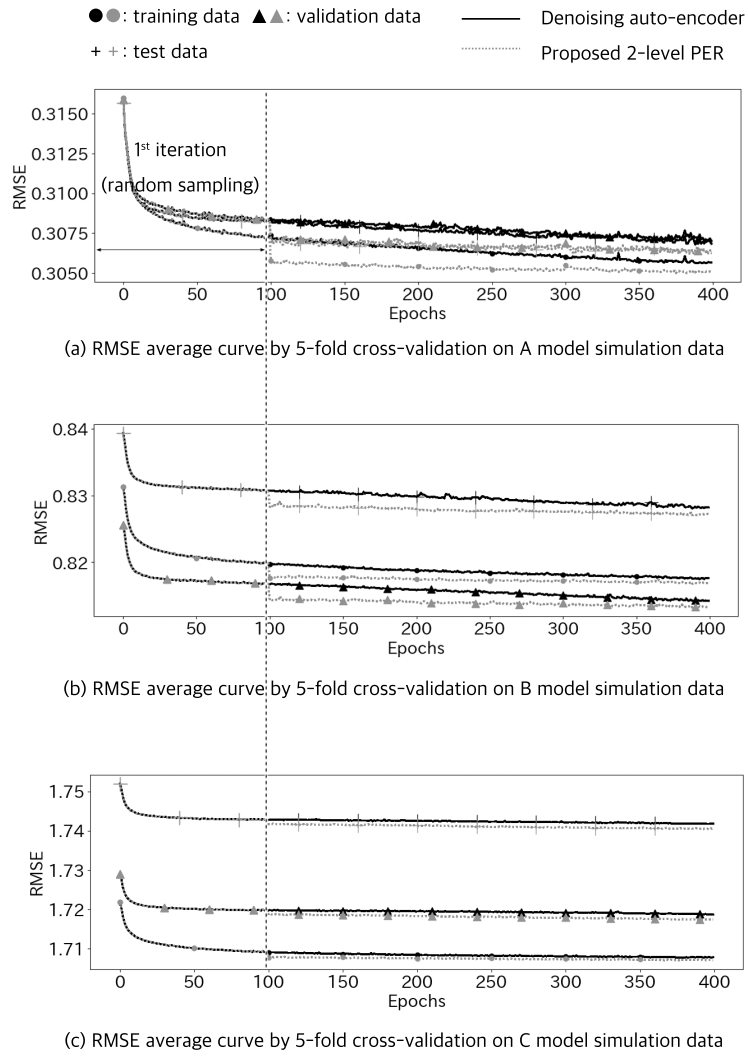 ●●: training data ▲▲: validation data Denoising auto-encoder
+ +: test data Proposed 2-level PER
0.3150
0.3125
0.3100
0.3075
0.3050
RMSE
1st iteration
(random sampling)
0 50 100 150 200 250 300 350 400
Epochs
(a) RMSE average curve by 5-fold cross-validation on A model simulation data
0.84
0.83
0.82
RMSE
0 50 100 150 200 250 300 350 400
Epochs
(b) RMSE average curve by 5-fold cross-validation on B model simulation data
1.75
1.74
1.73
1.72
1.71
RMSE
0 50 100 150 200 250 300 350 400
Epochs
(c) RMSE average curve by 5-fold cross-validation on C model simulation data